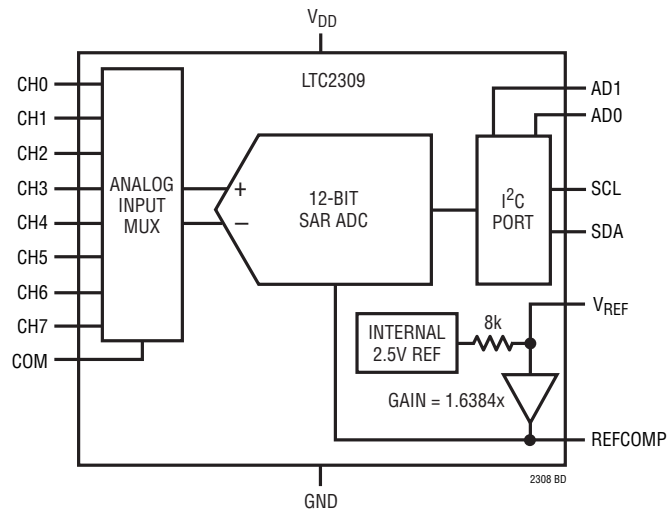 VDD
LTC2309
CH0
CH1
CH2
CH3
CH4
CH5
CH6
CH7
COM
ANALOG
INPUT
MUX
+
–
12-BIT
SAR ADC
I2C
PORT
AD1
AD0
SCL
SDA
INTERNAL
2.5V REF
8k
VREF
GAIN = 1.6384x
REFCOMP
GND
2308 BD